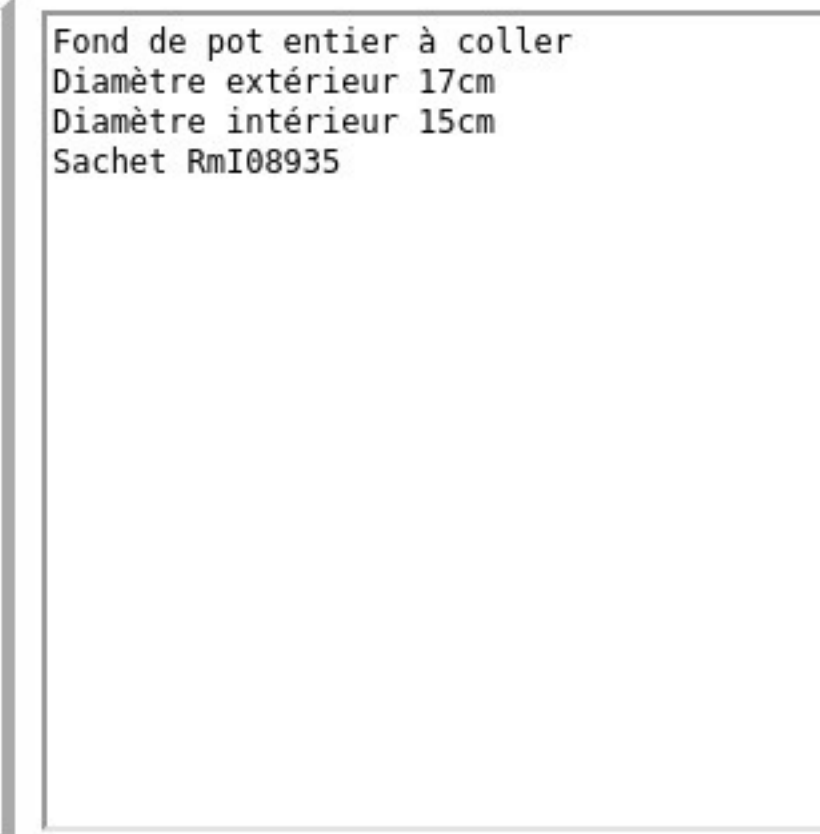 Fond de pot entier à coller
Diamètre extérieur 17cm
Diamètre intérieur 15cm
Sachet RmI08935